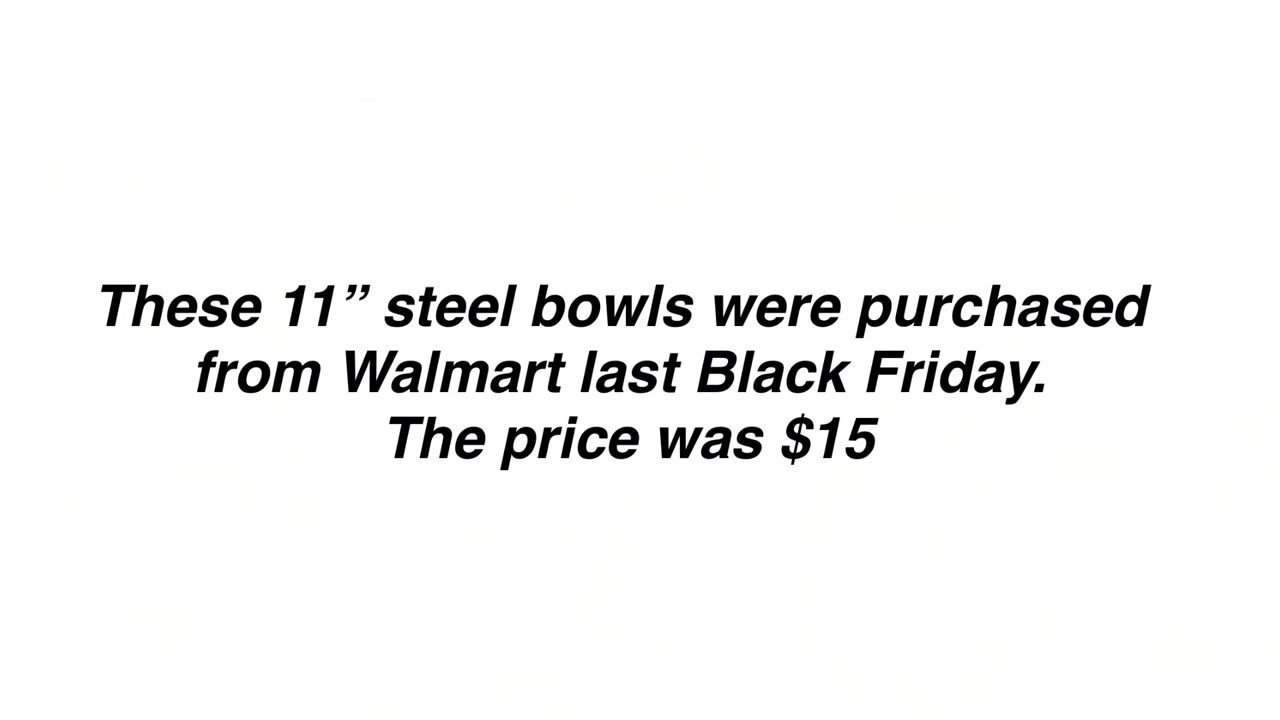 These 11” steel bowls were purchased
from Walmart last Black Friday.
The price was $15